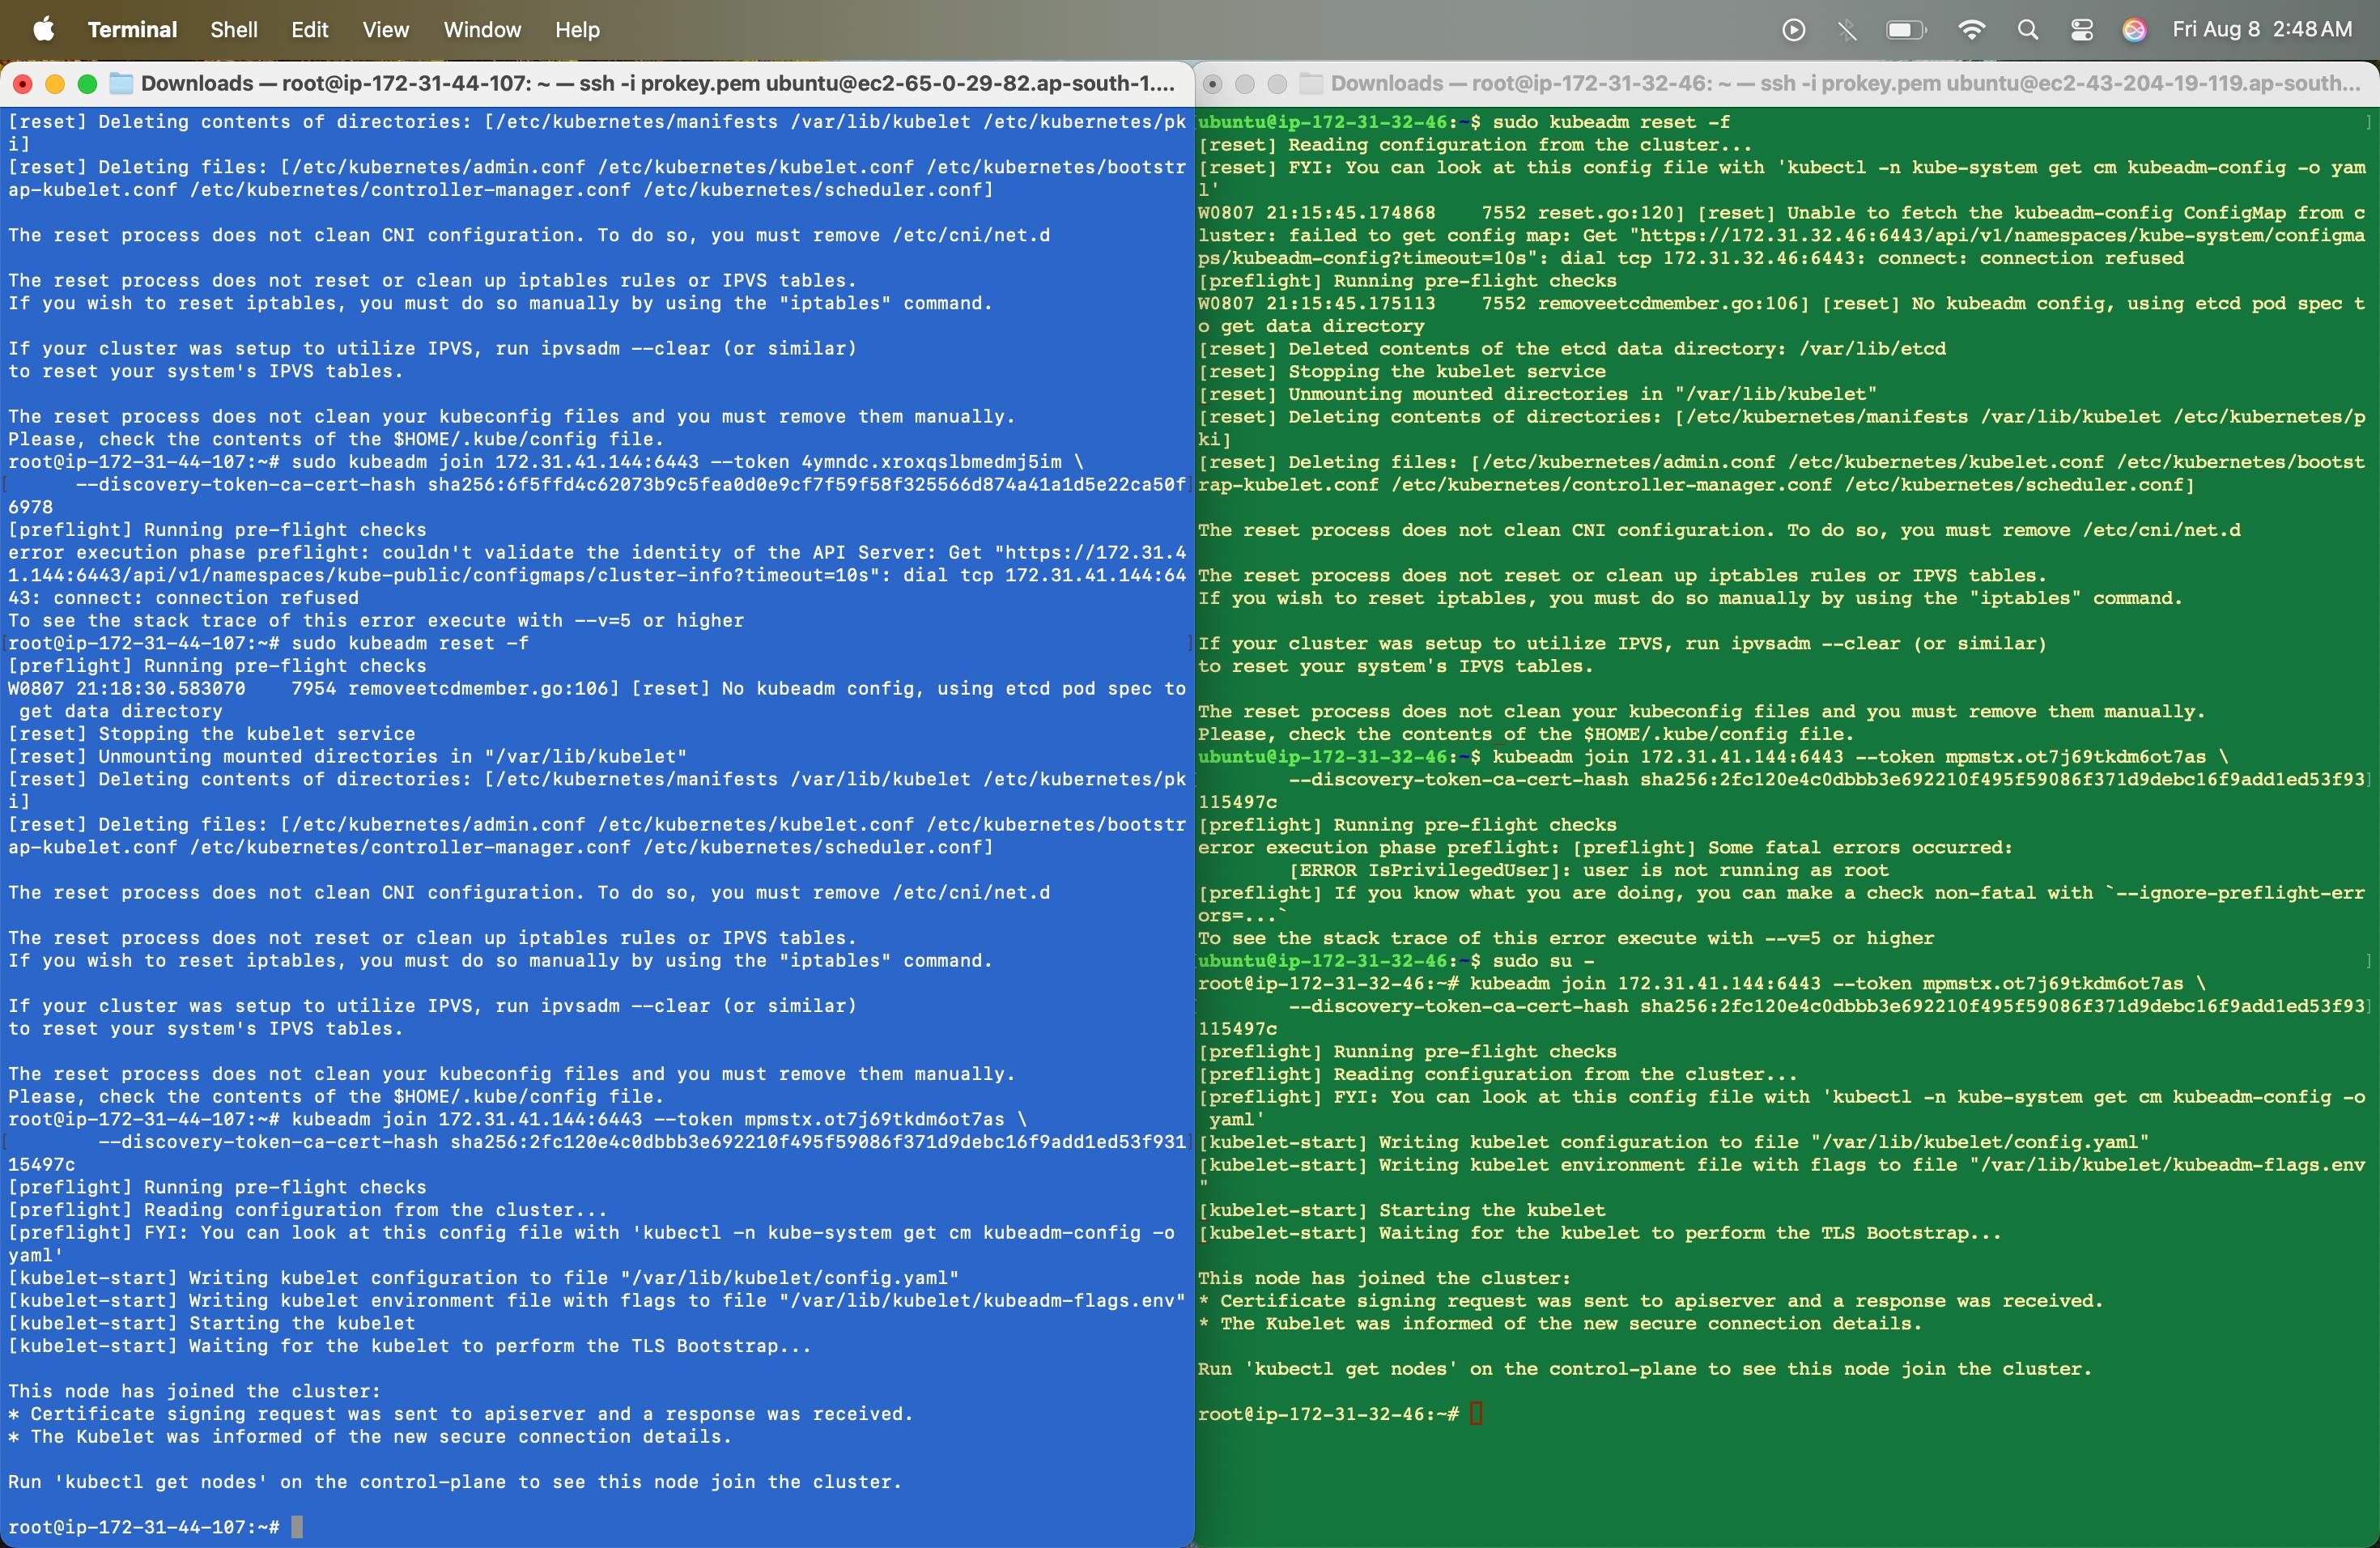 Terminal Shell Edit View Window Help Fri Aug 8 2:48 AM
Downloads — root@ip-172-31-44-107: ~ — ssh -i prokey.pem ubuntu@ec2-65-0-29-82.ap-south-1....
[reset] Deleting contents of directories: [/etc/kubernetes/manifests /var/lib/kubelet /etc/kubernetes/pk
i]
[reset] Deleting files: [/etc/kubernetes/admin.conf /etc/kubernetes/kubelet.conf /etc/kubernetes/bootstr
ap-kubelet.conf /etc/kubernetes/controller-manager.conf /etc/kubernetes/scheduler.conf]
The reset process does not clean CNI configuration. To do so, you must remove /etc/cni/net.d
The reset process does not reset or clean up iptables rules or IPVS tables.
If you wish to reset iptables, you must do so manually by using the "iptables" command.
If your cluster was setup to utilize IPVS, run ipvsadm --clear (or similar)
to reset your system's IPVS tables.
The reset process does not clean your kubeconfig files and you must remove them manually.
Please, check the contents of the $HOME/.kube/config file.
root@ip-172-31-44-107:~# sudo kubeadm join 172.31.41.144:6443 --token 4ymndc.xroxqslbmedmj5im \
[      --discovery-token-ca-cert-hash sha256:6f5ffd4c62073b9c5fea0d0e9cf7f59f58f325566d874a41a1d5e22ca50f]
6978
[preflight] Running pre-flight checks
error execution phase preflight: couldn't validate the identity of the API Server: Get "https://172.31.4
1.144:6443/api/v1/namespaces/kube-public/configmaps/cluster-info?timeout=10s": dial tcp 172.31.41.144:64
43: connect: connection refused
To see the stack trace of this error execute with --v=5 or higher
[root@ip-172-31-44-107:~# sudo kubeadm reset -f ]
[preflight] Running pre-flight checks
W0807 21:18:30.583070    7954 removeetcdmember.go:106] [reset] No kubeadm config, using etcd pod spec to
 get data directory
[reset] Stopping the kubelet service
[reset] Unmounting mounted directories in "/var/lib/kubelet"
[reset] Deleting contents of directories: [/etc/kubernetes/manifests /var/lib/kubelet /etc/kubernetes/pk
i]
[reset] Deleting files: [/etc/kubernetes/admin.conf /etc/kubernetes/kubelet.conf /etc/kubernetes/bootstr
ap-kubelet.conf /etc/kubernetes/controller-manager.conf /etc/kubernetes/scheduler.conf]
The reset process does not clean CNI configuration. To do so, you must remove /etc/cni/net.d
The reset process does not reset or clean up iptables rules or IPVS tables.
If you wish to reset iptables, you must do so manually by using the "iptables" command.
If your cluster was setup to utilize IPVS, run ipvsadm --clear (or similar)
to reset your system's IPVS tables.
The reset process does not clean your kubeconfig files and you must remove them manually.
Please, check the contents of the $HOME/.kube/config file.
root@ip-172-31-44-107:~# kubeadm join 172.31.41.144:6443 --token mpmstx.ot7j69tkdm6ot7as \
[        --discovery-token-ca-cert-hash sha256:2fc120e4c0dbbb3e692210f495f59086f371d9debc16f9add1ed53f931]
15497c
[preflight] Running pre-flight checks
[preflight] Reading configuration from the cluster...
[preflight] FYI: You can look at this config file with 'kubectl -n kube-system get cm kubeadm-config -o
yaml'
[kubelet-start] Writing kubelet configuration to file "/var/lib/kubelet/config.yaml"
[kubelet-start] Writing kubelet environment file with flags to file "/var/lib/kubelet/kubeadm-flags.env"
[kubelet-start] Starting the kubelet
[kubelet-start] Waiting for the kubelet to perform the TLS Bootstrap...
This node has joined the cluster:
* Certificate signing request was sent to apiserver and a response was received.
* The Kubelet was informed of the new secure connection details.
Run 'kubectl get nodes' on the control-plane to see this node join the cluster.
root@ip-172-31-44-107:~#
Downloads — root@ip-172-31-32-46: ~ — ssh -i prokey.pem ubuntu@ec2-43-204-19-119.ap-south...
[ubuntu@ip-172-31-32-46:~$ sudo kubeadm reset -f ]
[reset] Reading configuration from the cluster...
[reset] FYI: You can look at this config file with 'kubectl -n kube-system get cm kubeadm-config -o yam
l'
W0807 21:15:45.174868    7552 reset.go:120] [reset] Unable to fetch the kubeadm-config ConfigMap from c
luster: failed to get config map: Get "https://172.31.32.46:6443/api/v1/namespaces/kube-system/configma
ps/kubeadm-config?timeout=10s": dial tcp 172.31.32.46:6443: connect: connection refused
[preflight] Running pre-flight checks
W0807 21:15:45.175113    7552 removeetcdmember.go:106] [reset] No kubeadm config, using etcd pod spec t
o get data directory
[reset] Deleted contents of the etcd data directory: /var/lib/etcd
[reset] Stopping the kubelet service
[reset] Unmounting mounted directories in "/var/lib/kubelet"
[reset] Deleting contents of directories: [/etc/kubernetes/manifests /var/lib/kubelet /etc/kubernetes/p
ki]
[reset] Deleting files: [/etc/kubernetes/admin.conf /etc/kubernetes/kubelet.conf /etc/kubernetes/bootst
rap-kubelet.conf /etc/kubernetes/controller-manager.conf /etc/kubernetes/scheduler.conf]
The reset process does not clean CNI configuration. To do so, you must remove /etc/cni/net.d
The reset process does not reset or clean up iptables rules or IPVS tables.
If you wish to reset iptables, you must do so manually by using the "iptables" command.
If your cluster was setup to utilize IPVS, run ipvsadm --clear (or similar)
to reset your system's IPVS tables.
The reset process does not clean your kubeconfig files and you must remove them manually.
Please, check the contents of the $HOME/.kube/config file.
ubuntu@ip-172-31-32-46:~$ kubeadm join 172.31.41.144:6443 --token mpmstx.ot7j69tkdm6ot7as \
[        --discovery-token-ca-cert-hash sha256:2fc120e4c0dbbb3e692210f495f59086f371d9debc16f9add1ed53f93]
115497c
[preflight] Running pre-flight checks
error execution phase preflight: [preflight] Some fatal errors occurred:
        [ERROR IsPrivilegedUser]: user is not running as root
[preflight] If you know what you are doing, you can make a check non-fatal with `--ignore-preflight-err
ors=...`
To see the stack trace of this error execute with --v=5 or higher
[ubuntu@ip-172-31-32-46:~$ sudo su - ]
root@ip-172-31-32-46:~# kubeadm join 172.31.41.144:6443 --token mpmstx.ot7j69tkdm6ot7as \
[        --discovery-token-ca-cert-hash sha256:2fc120e4c0dbbb3e692210f495f59086f371d9debc16f9add1ed53f93]
115497c
[preflight] Running pre-flight checks
[preflight] Reading configuration from the cluster...
[preflight] FYI: You can look at this config file with 'kubectl -n kube-system get cm kubeadm-config -o
 yaml'
[kubelet-start] Writing kubelet configuration to file "/var/lib/kubelet/config.yaml"
[kubelet-start] Writing kubelet environment file with flags to file "/var/lib/kubelet/kubeadm-flags.env
"
[kubelet-start] Starting the kubelet
[kubelet-start] Waiting for the kubelet to perform the TLS Bootstrap...
This node has joined the cluster:
* Certificate signing request was sent to apiserver and a response was received.
* The Kubelet was informed of the new secure connection details.
Run 'kubectl get nodes' on the control-plane to see this node join the cluster.
root@ip-172-31-32-46:~#